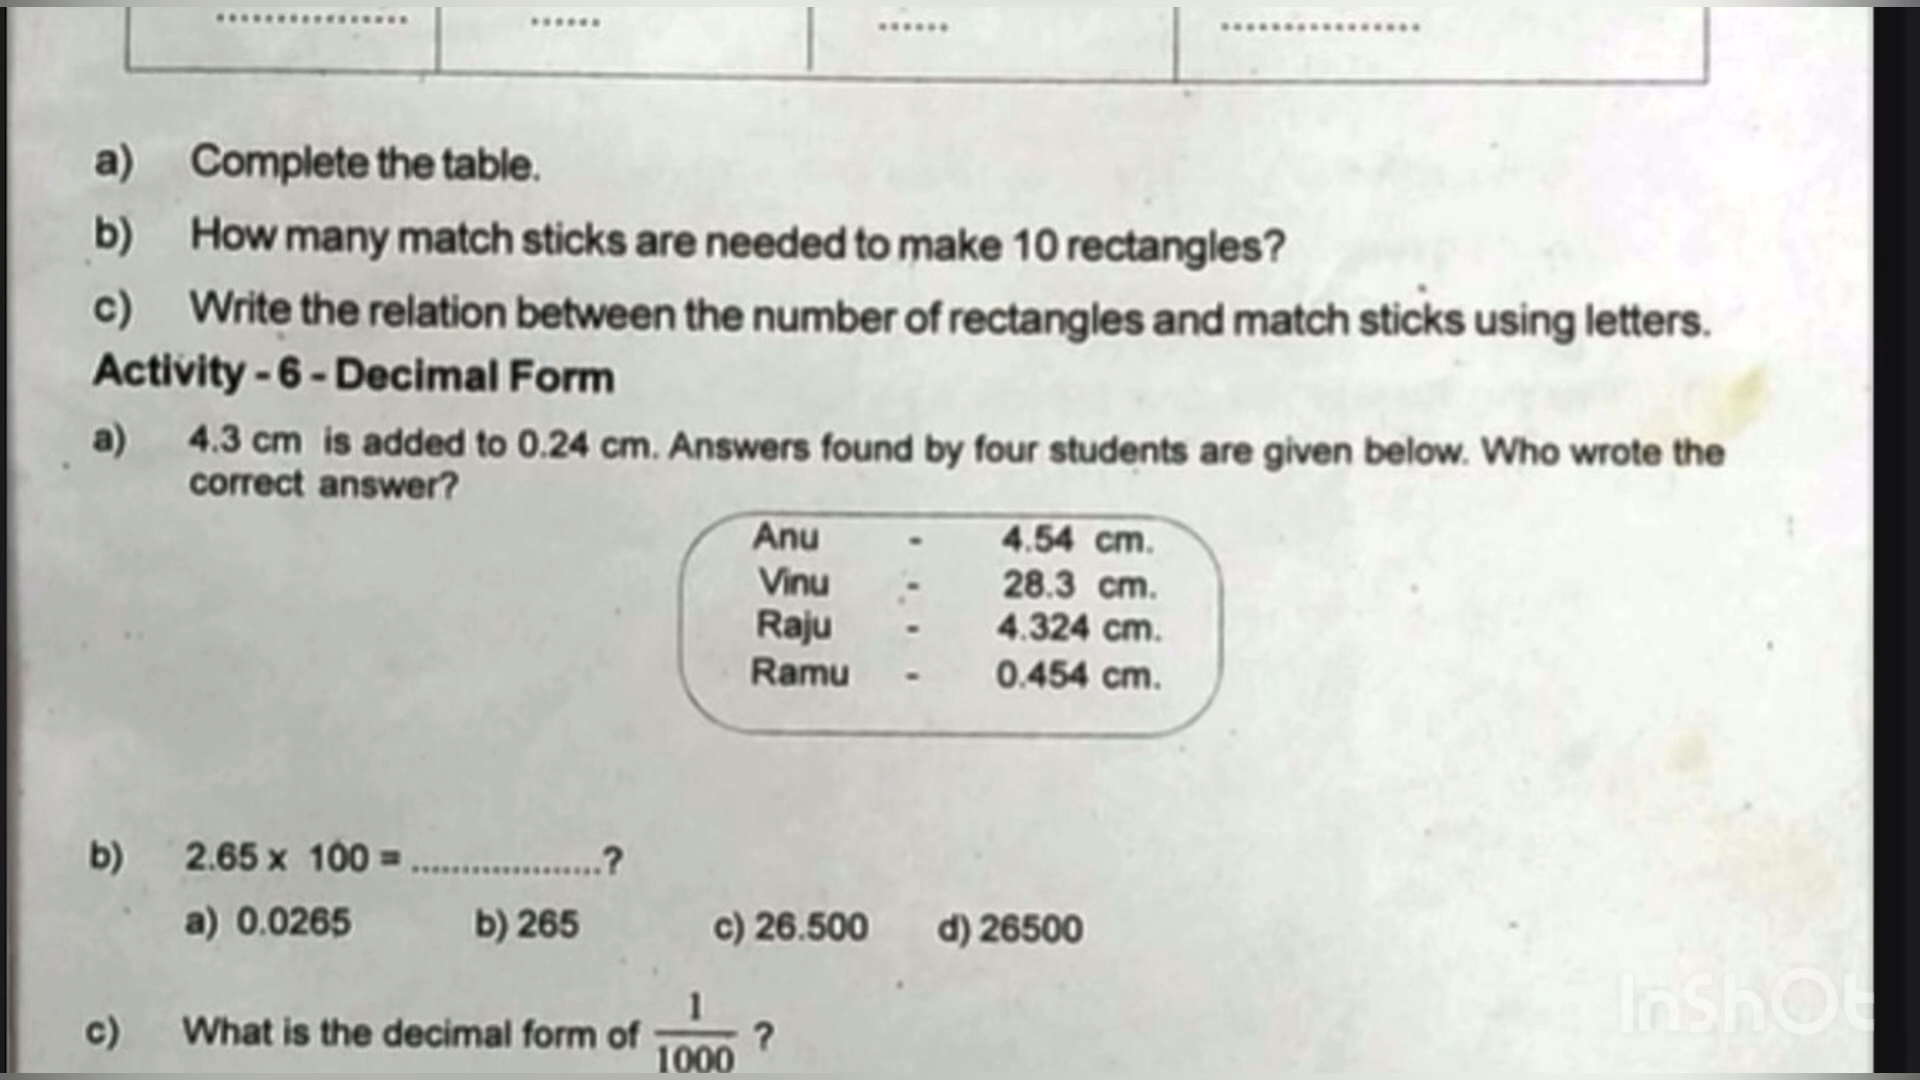 ................ ...... ...... ................
a) Complete the table.
b) How many match sticks are needed to make 10 rectangles?
c) Write the relation between the number of rectangles and match sticks using letters.
Activity - 6 - Decimal Form
a) 4.3 cm is added to 0.24 cm. Answers found by four students are given below. Who wrote the
correct answer?
Anu - 4.54 cm.
Vinu - 28.3 cm.
Raju - 4.324 cm.
Ramu - 0.454 cm.
b) 2.65 x 100 = ...................?
a) 0.0265 b) 265 c) 26.500 d) 26500
c) What is the decimal form of 1/1000 ?
InShOt